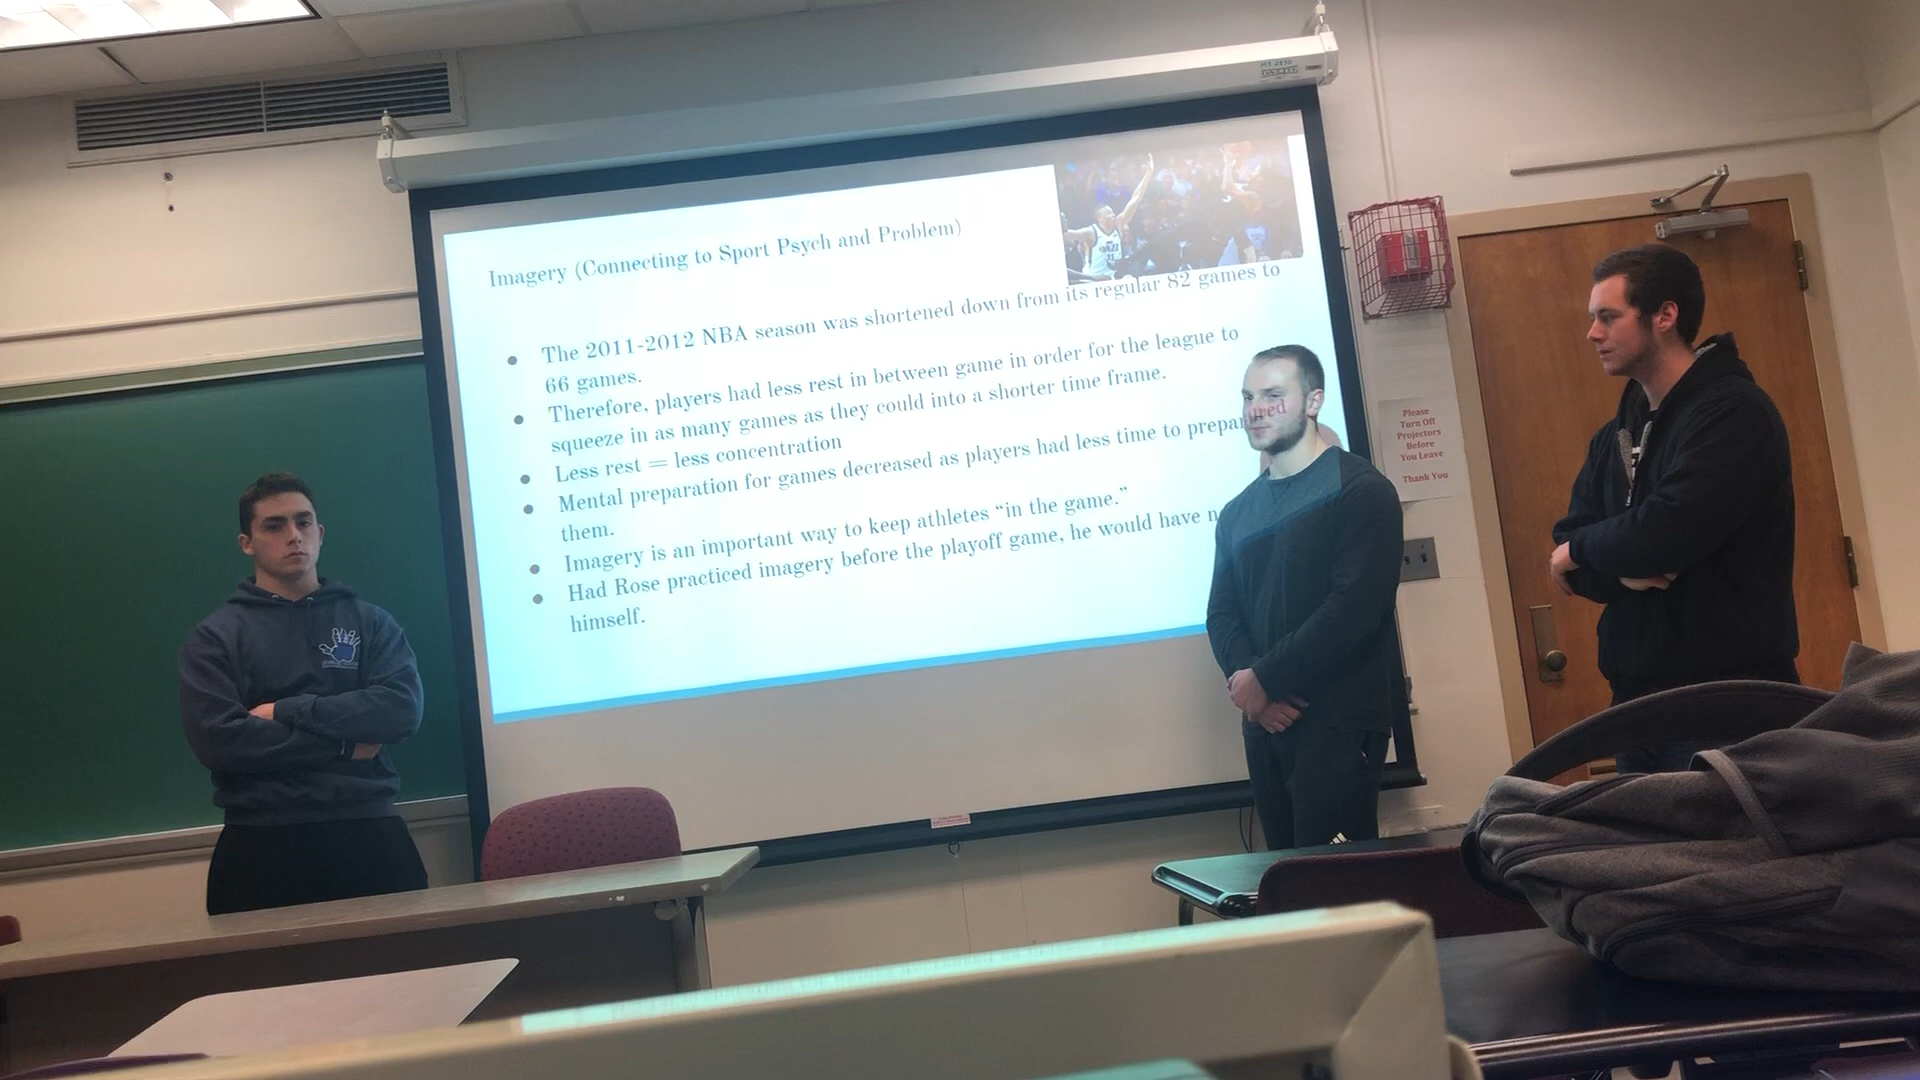 Imagery (Connecting to Sport Psych and Problem)
The 2011-2012 NBA season was shortened down from its regular 82 games to
66 games.
Therefore, players had less rest in between game in order for the league to
squeeze in as many games as they could into a shorter time frame.
Less rest = less concentration
Mental preparation for games decreased as players had less time to prepar
ured
them.
Imagery is an important way to keep athletes “in the game.”
Had Rose practiced imagery before the playoff game, he would have n
himself.
Please
Turn Off
Projectors
Before
You Leave
Thank You